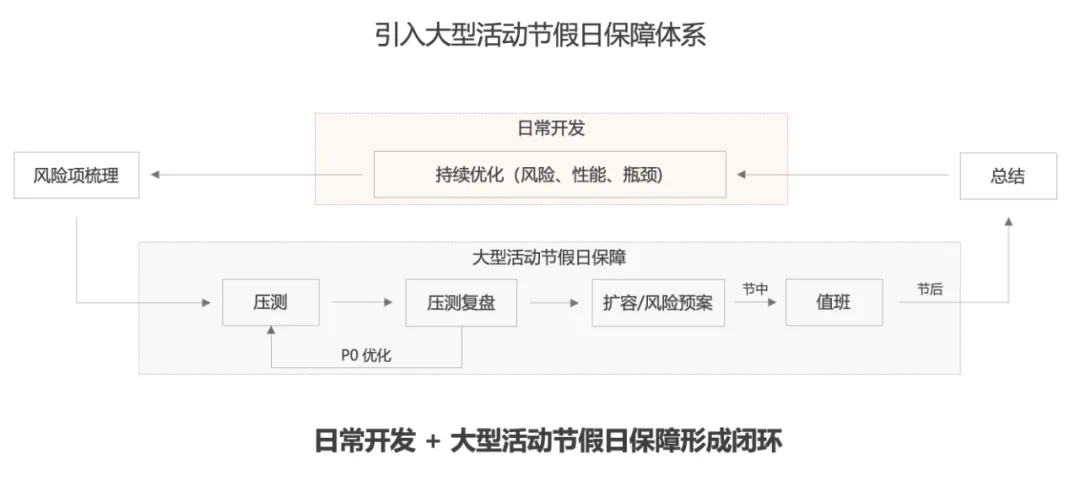 引入大型活动节假日保障体系
日常开发
风险项梳理
持续优化（风险、性能、瓶颈)
总结
大型活动节假日保障
压测
压测复盘
扩容/风险预案
节中
值班
节后
P0 优化
日常开发 + 大型活动节假日保障形成闭环